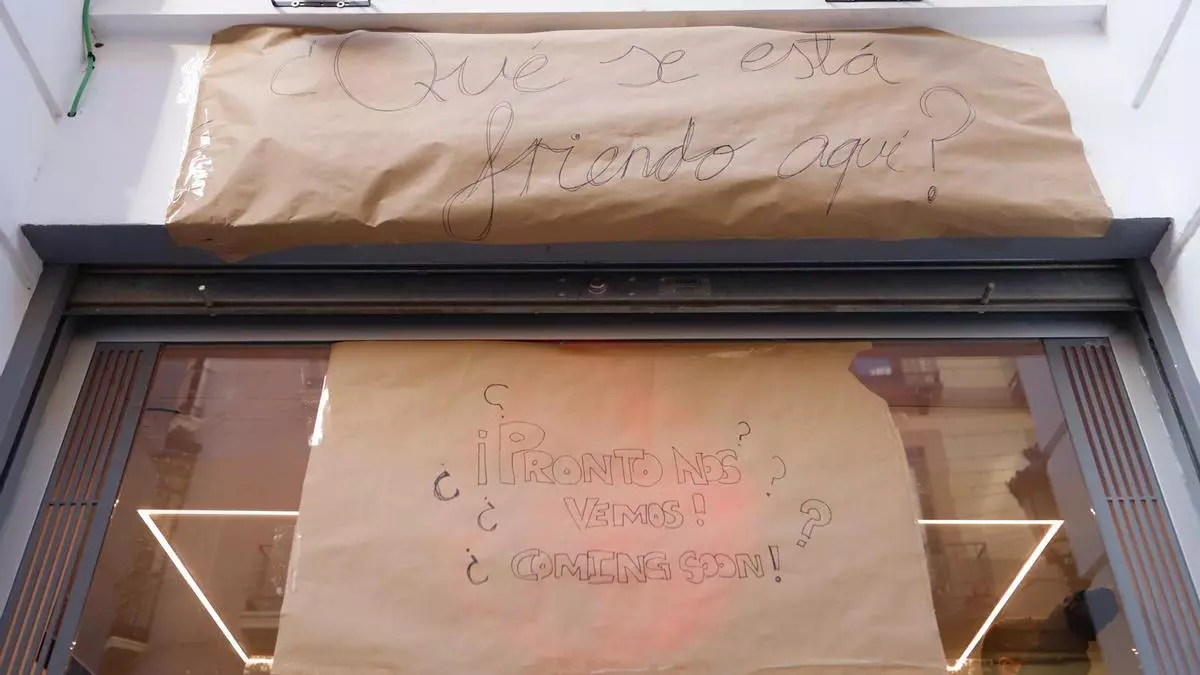 ¿Qué se está
friendo aquí?
¡PRONTO NOS
VEMOS!
COMING SOON!